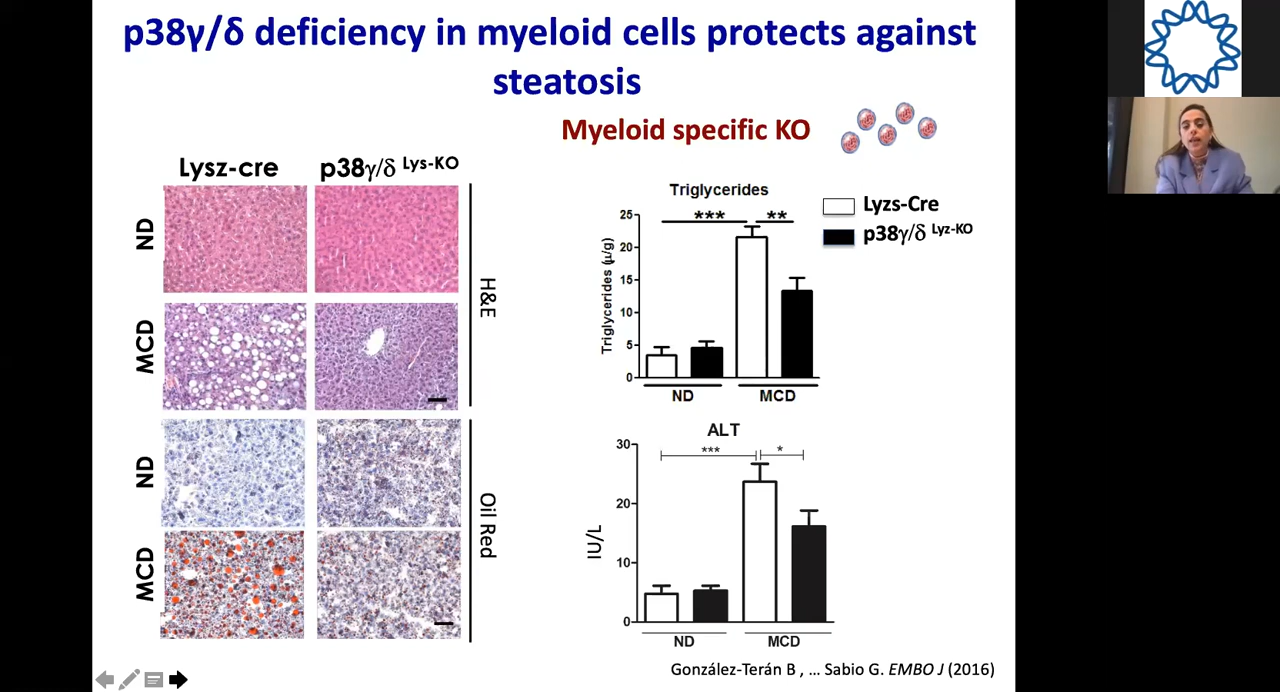 p38γ/δ deficiency in myeloid cells protects against
steatosis
Myeloid specific KO
Lysz-cre
p38γ/δ Lys-KO
ND
MCD
H&E
ND
MCD
Oil Red
Triglycerides
Triglycerides (µ/g)
25
20
15
10
5
0
***
**
ND
MCD
Lyzs-Cre
p38γ/δ Lyz-KO
ALT
IU/L
30
20
10
0
***
*
ND
MCD
González-Terán B , ... Sabio G. EMBO J (2016)